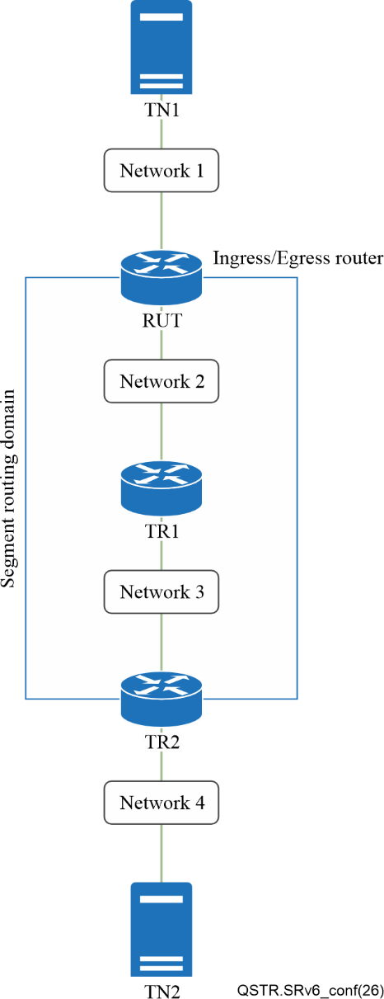 TN1
Network 1
Ingress/Egress router
RUT
Network 2
Segment routing domain
TR1
Network 3
TR2
Network 4
TN2
QSTR.SRv6_conf(26)